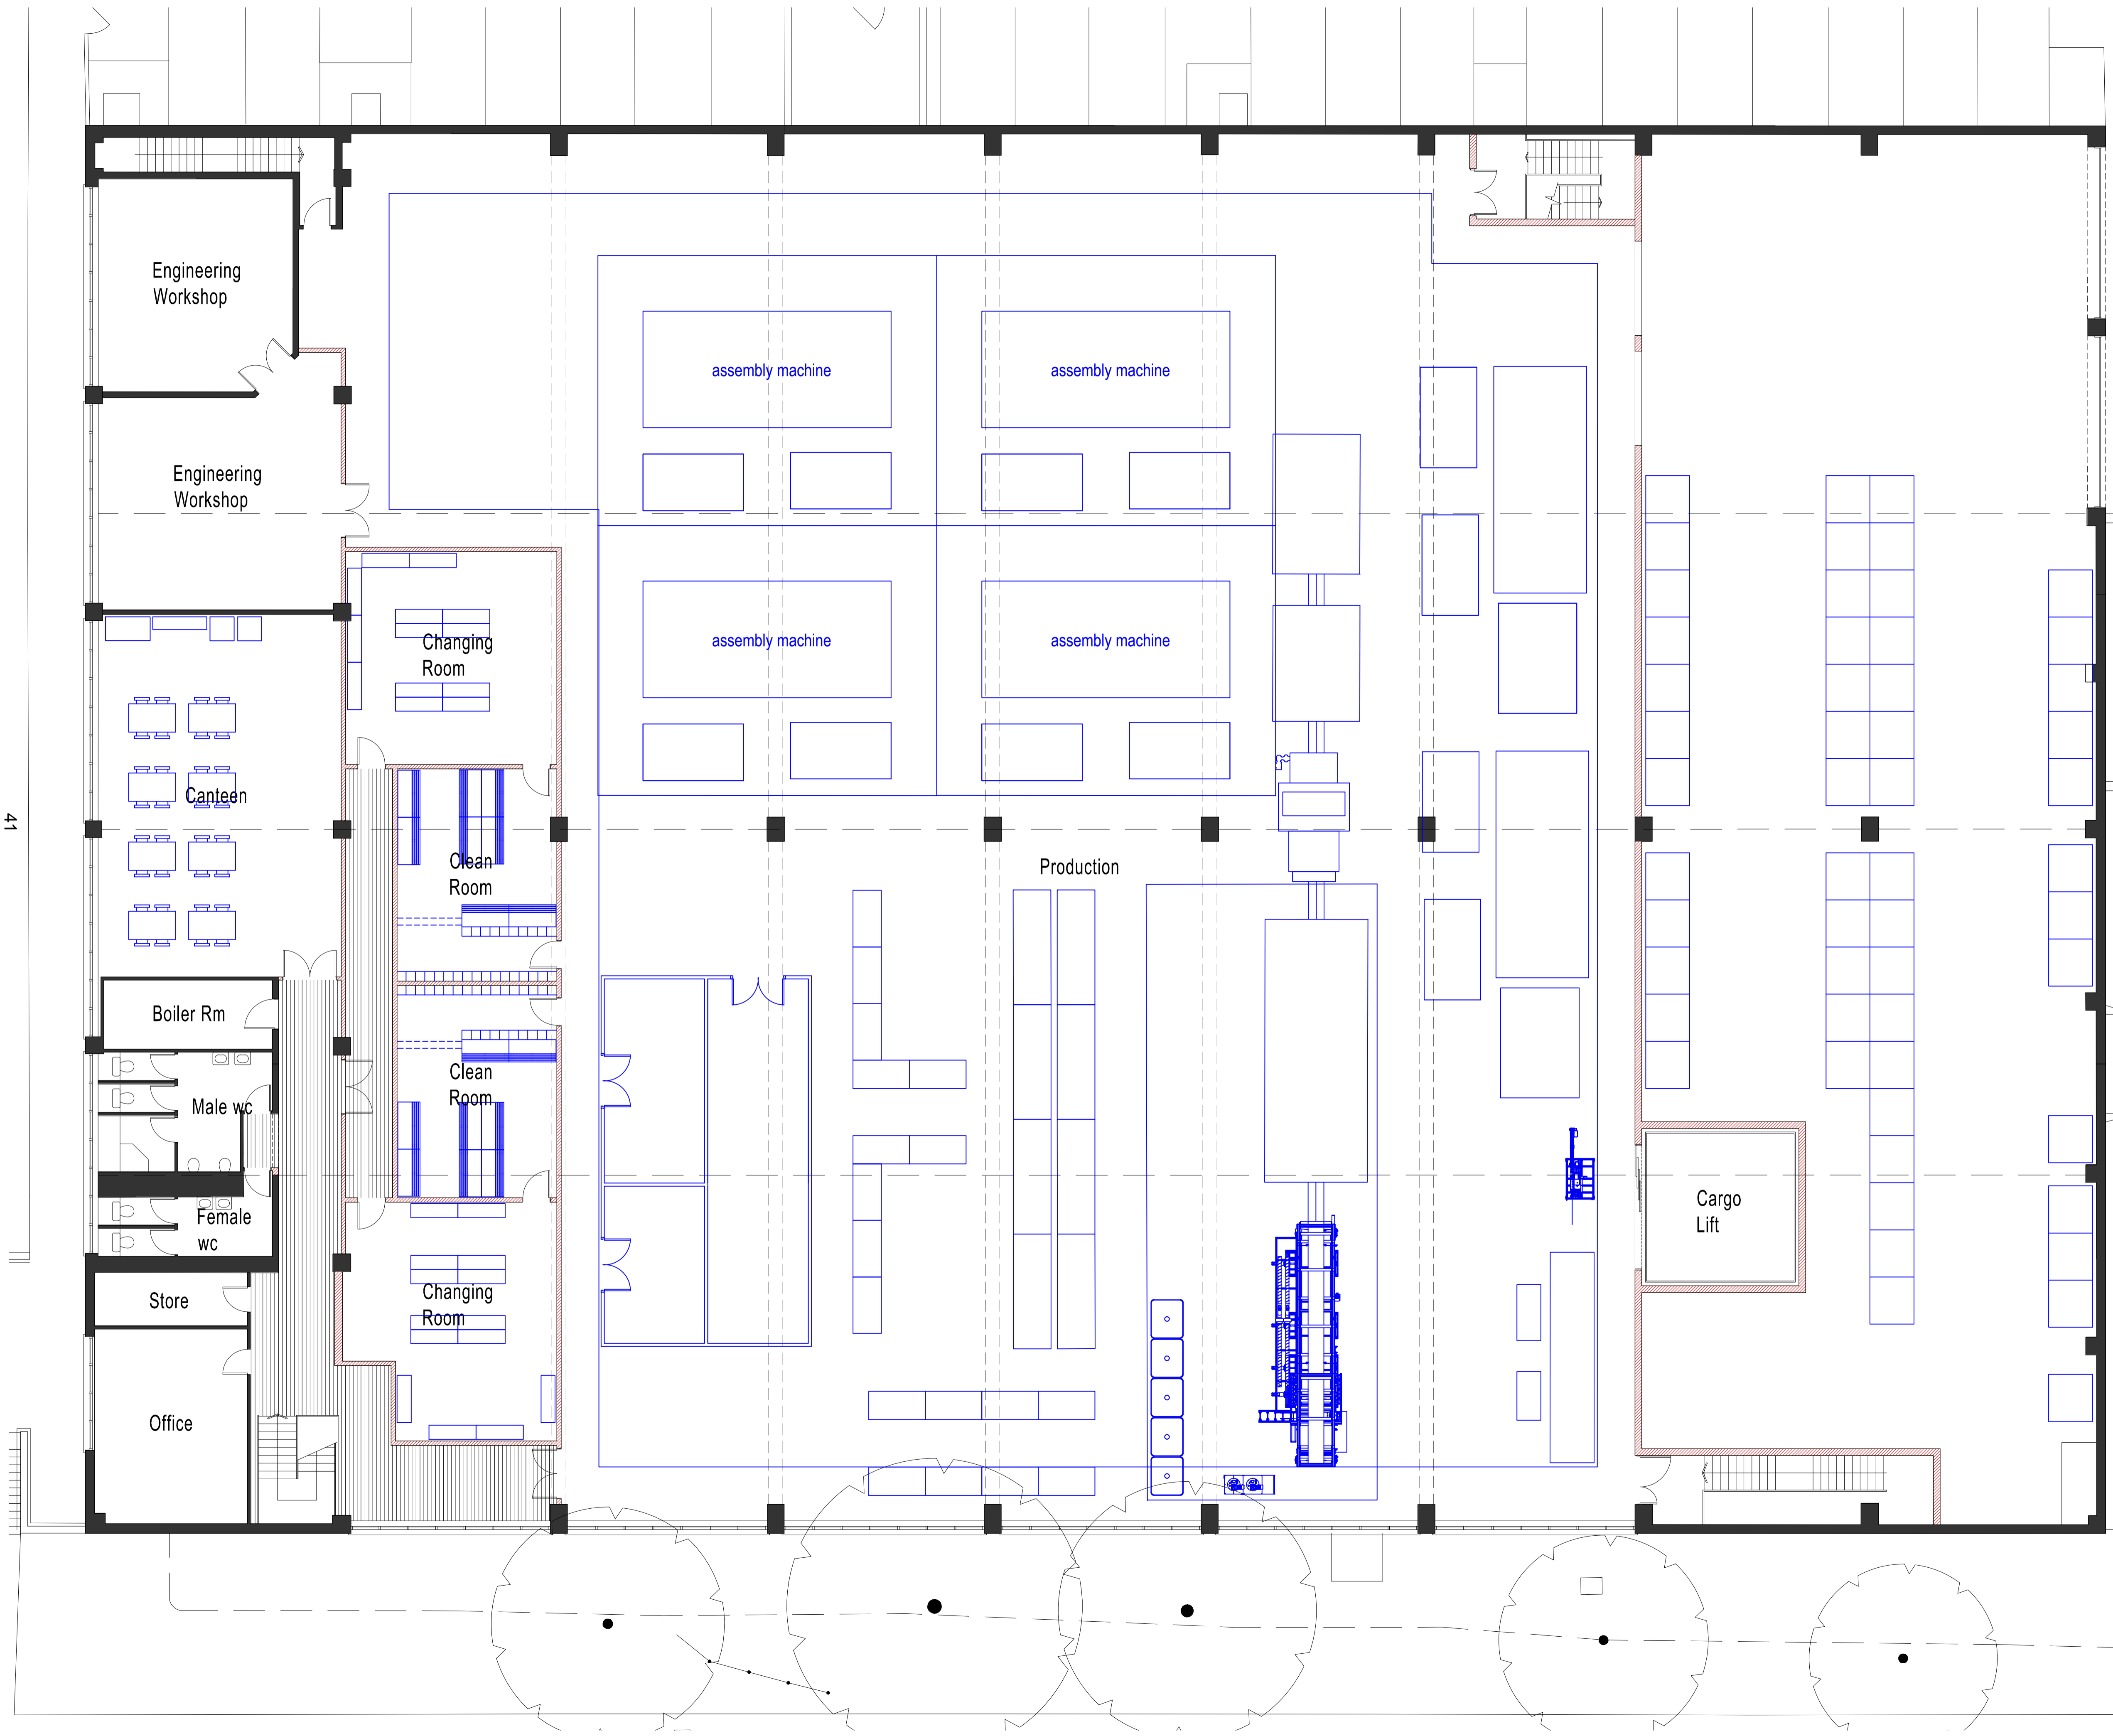 Engineering
Workshop
assembly machine
assembly machine
Engineering
Workshop
Changing
Room
assembly machine
assembly machine
Canteen
41
Clean
Room
Production
Boiler Rm
Clean
Room
Male wc
Female
wc
Cargo
Lift
Store
Changing
Room
Office